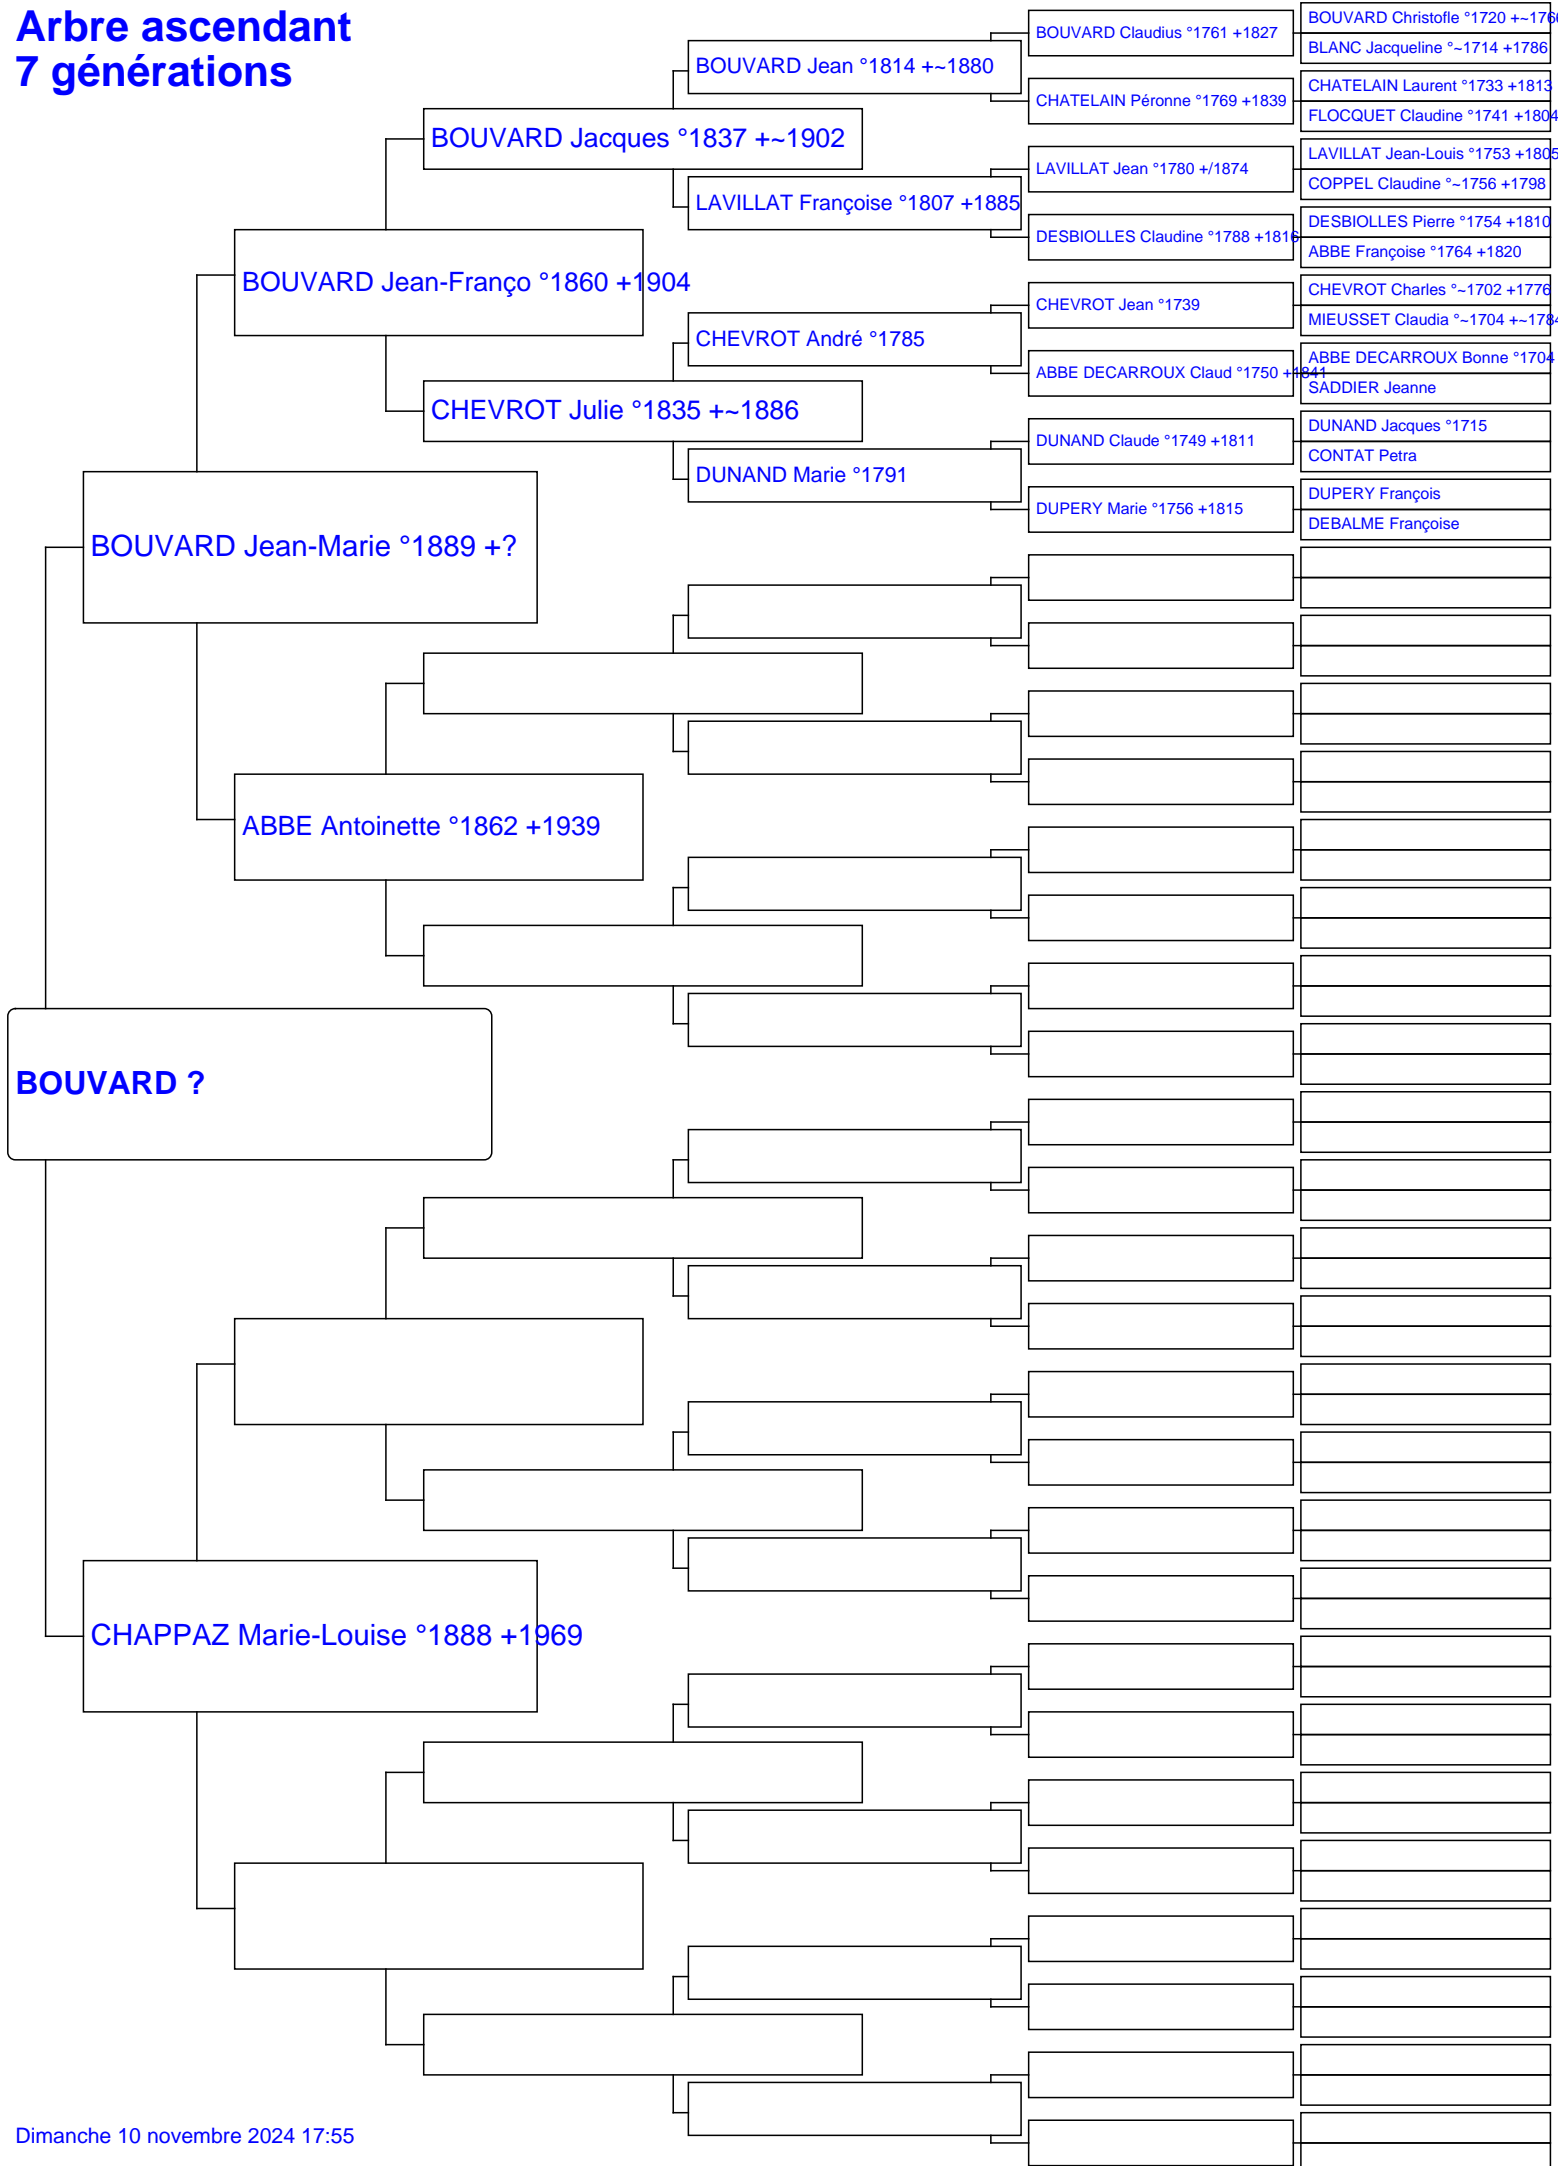 Arbre ascendant
7 générations
BOUVARD Christofle °1720 +~1766
BOUVARD Claudius °1761 +1827
BLANC Jacqueline °~1714 +1786
BOUVARD Jean °1814 +~1880
CHATELAIN Laurent °1733 +1813
CHATELAIN Péronne °1769 +1839
FLOCQUET Claudine °1741 +1804
BOUVARD Jacques °1837 +~1902
LAVILLAT Jean-Louis °1753 +1805
LAVILLAT Jean °1780 +/1874
COPPEL Claudine °~1756 +1798
LAVILLAT Françoise °1807 +1885
DESBIOLLES Pierre °1754 +1810
DESBIOLLES Claudine °1788 +1816
ABBE Françoise °1764 +1820
BOUVARD Jean-Franço °1860 +1904
CHEVROT Charles °~1702 +1776
CHEVROT Jean °1739
MIEUSSET Claudia °~1704 +~1784
CHEVROT André °1785
ABBE DECARROUX Bonne °1704
ABBE DECARROUX Claud °1750 +1841
SADDIER Jeanne
CHEVROT Julie °1835 +~1886
DUNAND Jacques °1715
DUNAND Claude °1749 +1811
CONTAT Petra
DUNAND Marie °1791
DUPERY François
DUPERY Marie °1756 +1815
DEBALME Françoise
BOUVARD Jean-Marie °1889 +?
ABBE Antoinette °1862 +1939
BOUVARD ?
CHAPPAZ Marie-Louise °1888 +1969
Dimanche 10 novembre 2024 17:55